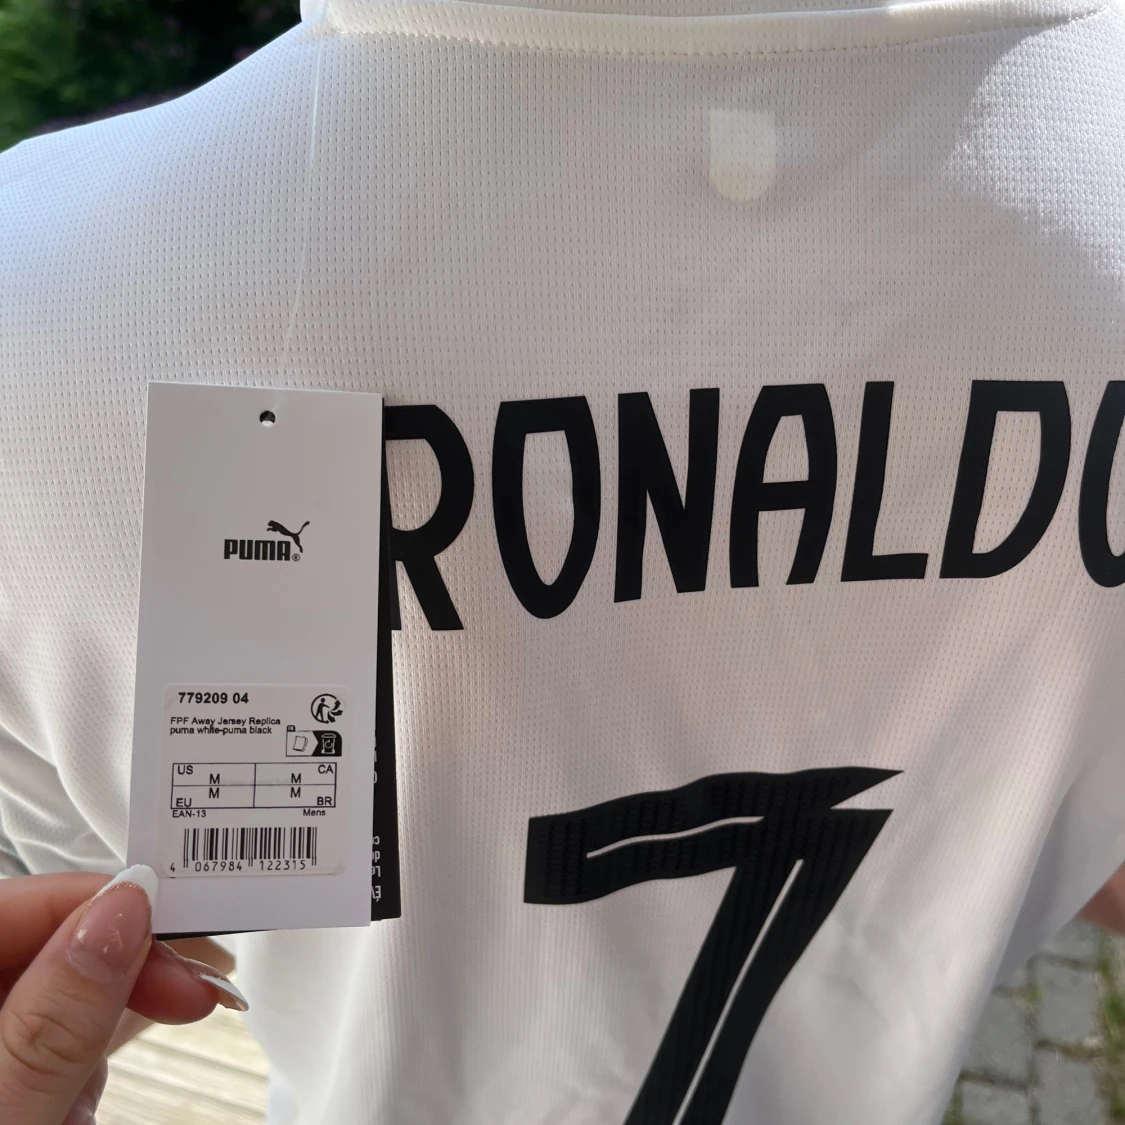 RONALDO
7
PUMA®
779209 04
FPF Away Jersey Replica
puma white-puma black
US M M CA
EU M M BR
EAN-13 Mens
4 067984 122315